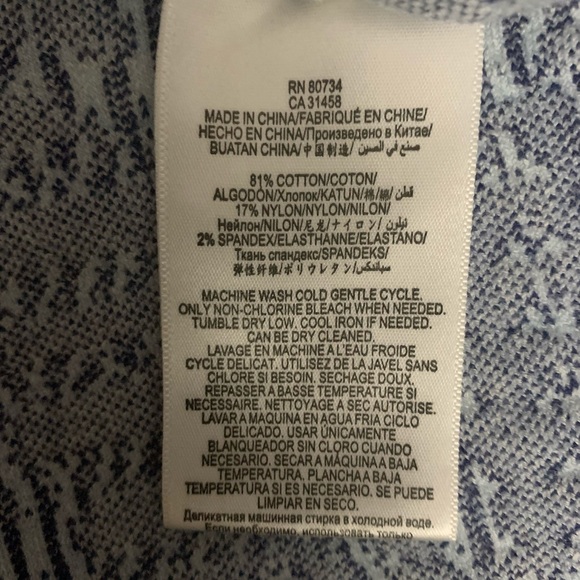 RN 80734
CA 31458
MADE IN CHINA/FABRIQUÉ EN CHINE/
HECHO EN CHINA/Произведено в Китае/
BUATAN CHINA/中国制造/ صنع في الصين
81% COTTON/COTON/
ALGODÓN/Хлопок/KATUN/棉/綿/ قطن
17% NYLON/NYLON/NILON/
Нейлон/NILON/尼龙/ナイロン/ نيلون
2% SPANDEX/ELASTHANNE/ELASTANO/
Ткань спандекс/SPANDEKS/
弹性纤维/ポリウレタン/سباندكس
MACHINE WASH COLD GENTLE CYCLE.
ONLY NON-CHLORINE BLEACH WHEN NEEDED.
TUMBLE DRY LOW. COOL IRON IF NEEDED.
CAN BE DRY CLEANED.
LAVAGE EN MACHINE A L'EAU FROIDE
CYCLE DELICAT. UTILISEZ DE LA JAVEL SANS
CHLORE SI BESOIN. SECHAGE DOUX.
REPASSER A BASSE TEMPERATURE SI
NECESSAIRE. NETTOYAGE A SEC AUTORISE.
LAVAR A MÁQUINA EN AGUA FRIA CICLO
DELICADO. USAR ÚNICAMENTE
BLANQUEADOR SIN CLORO CUANDO
NECESARIO. SECAR A MÁQUINA A BAJA
TEMPERATURA. PLANCHA A BAJA
TEMPERATURA SI ES NECESARIO. SE PUEDE
LIMPIAR EN SECO.
Деликатная машинная стирка в холодной воде.
Если необходимо, использовать только